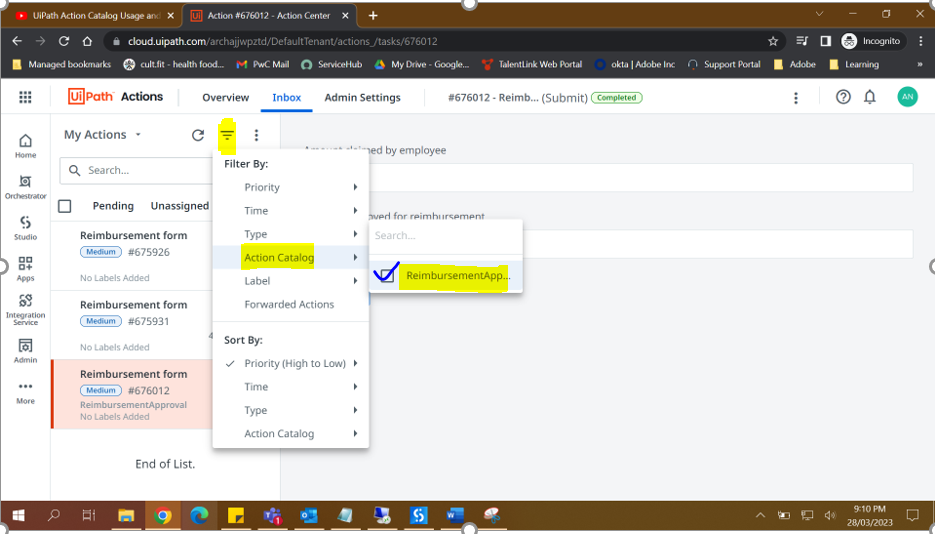 UiPath Action Catalog Usage and
Action #676012 - Action Center
cloud.uipath.com/archajjwpztd/DefaultTenant/actions_/tasks/676012
Incognito
Managed bookmarks
cult.fit - health food...
PwC Mail
ServiceHub
My Drive - Google...
TalentLink Web Portal
okta | Adobe Inc
Support Portal
Adobe
Learning
»
UiPath Actions
Overview
Inbox
Admin Settings
#676012 - Reimb... (Submit)
Completed
AN
Home
Orchestrator
Studio
Apps
Integration
Service
Admin
More
My Actions
Search...
Pending
Unassigned
Reimbursement form
Medium #675926
No Labels Added
Reimbursement form
Medium #675931
No Labels Added
Reimbursement form
Medium #676012
ReimbursementApproval
No Labels Added
End of List.
Filter By:
Priority
Time
Type
Action Catalog
Label
Forwarded Actions
Sort By:
Priority (High to Low)
Time
Type
Action Catalog
Search...
ReimbursementApp...
by employee
for reimbursement
9:10 PM
28/03/2023